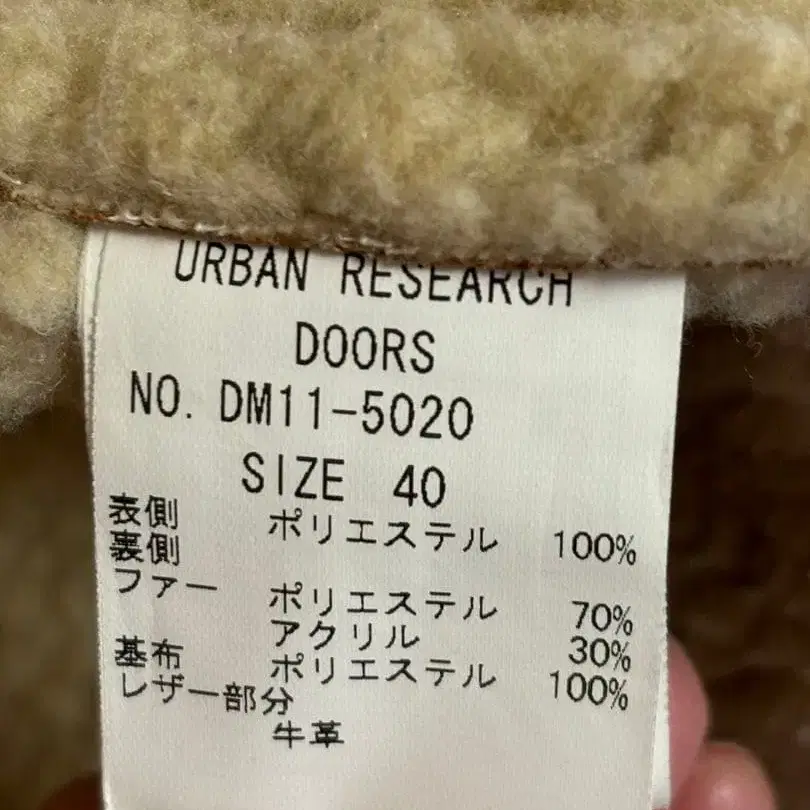 URBAN RESEARCH
DOORS
NO. DM11-5020
SIZE 40
表側 ポリエステル 100%
裏側
ファー ポリエステル 70%
アクリル 30%
基布 ポリエステル 100%
レザー部分
牛革